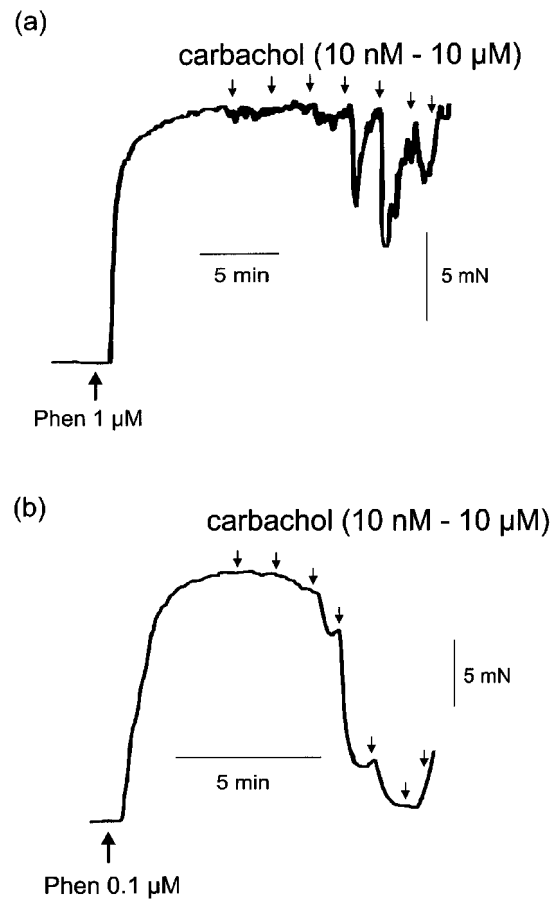 (a)
carbachol (10 nM - 10 µM)
5 min
5 mN
Phen 1 µM
(b)
carbachol (10 nM - 10 µM)
5 mN
5 min
Phen 0.1 µM